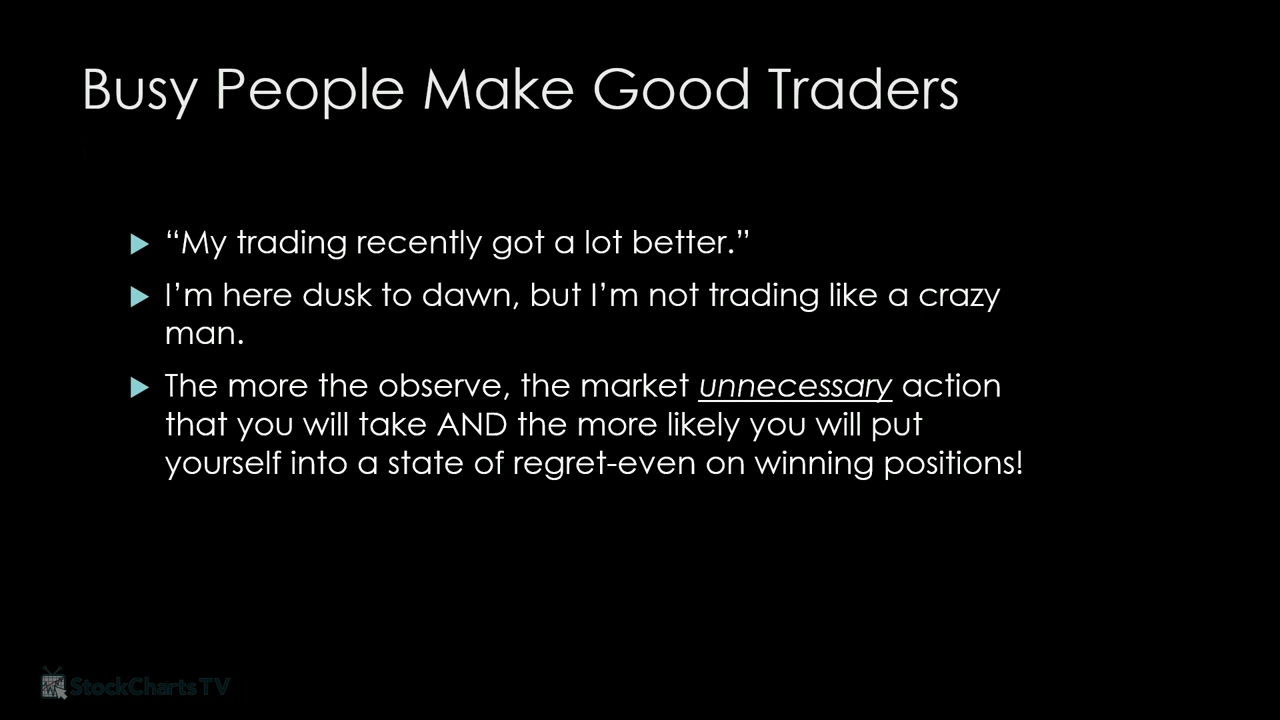 Busy People Make Good Traders
“My trading recently got a lot better.”
I’m here dusk to dawn, but I’m not trading like a crazy
man.
The more the observe, the market unnecessary action
that you will take AND the more likely you will put
yourself into a state of regret-even on winning positions!
StockCharts TV